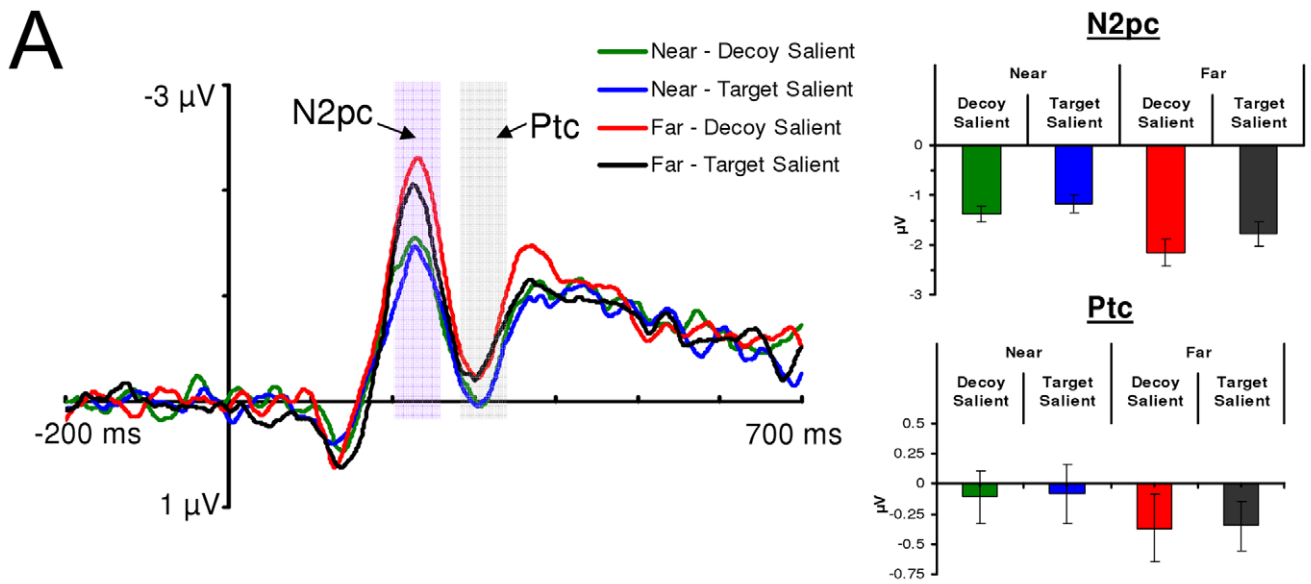 A
-3 µV
N2pc
Ptc
Near - Decoy Salient
Near - Target Salient
Far - Decoy Salient
Far - Target Salient
-200 ms
700 ms
1 µV
N2pc
Near Far
Decoy Salient
Target Salient
Decoy Salient
Target Salient
0
-1
-2
-3
µV
Ptc
Near Far
Decoy Salient
Target Salient
Decoy Salient
Target Salient
0.5
0.25
0
-0.25
-0.5
-0.75
µV